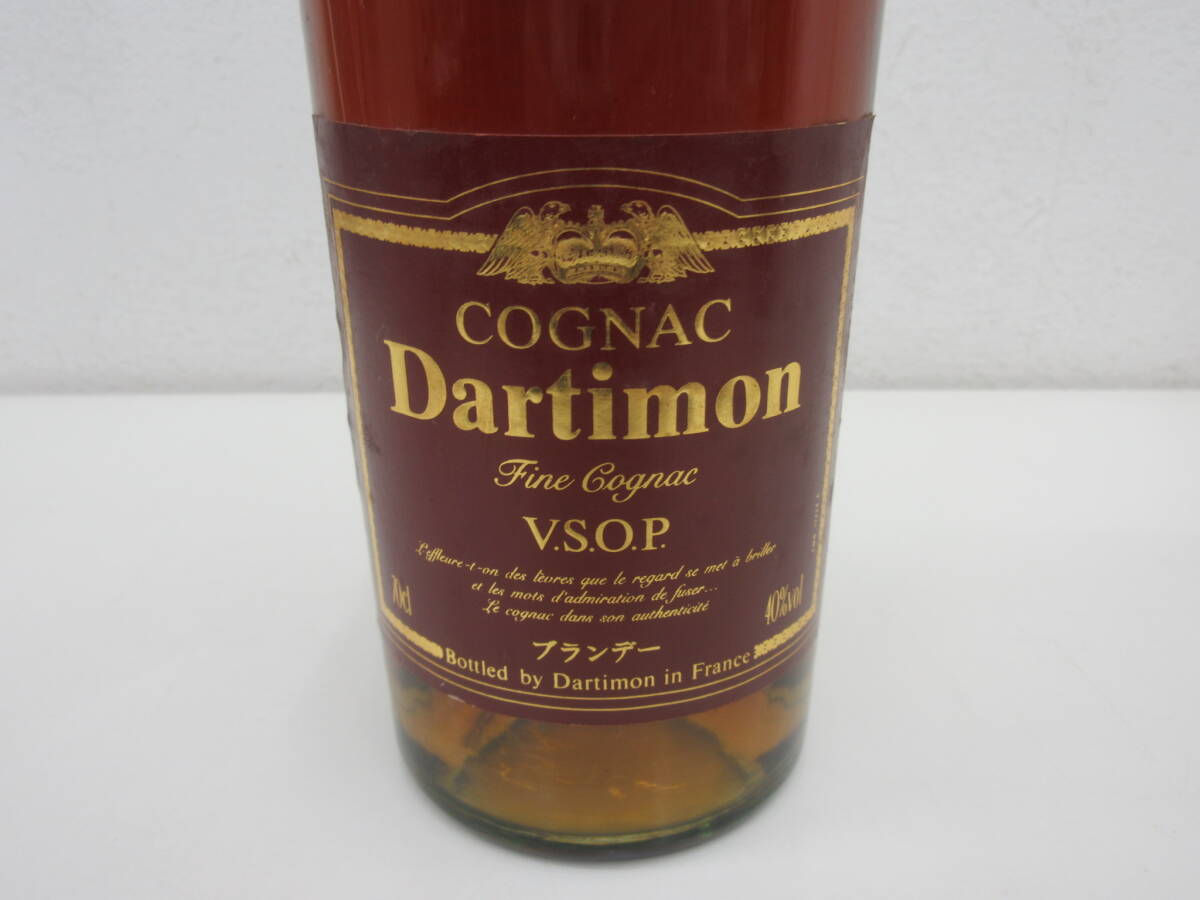 COGNAC
Dartimon
Fine Cognac
V.S.O.P.
L'effleure-t-on des lèvres que le regard se met à briller
et les mots d'admiration de fuser...
Le cognac dans son authenticité
70cl
40%vol
ブランデー
Bottled by Dartimon in France